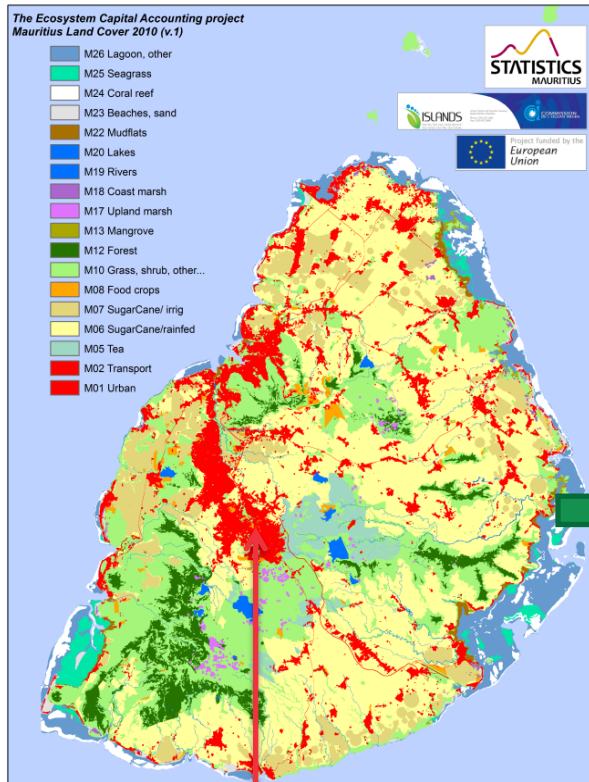 The Ecosystem Capital Accounting project
Mauritius Land Cover 2010 (v.1)
M26 Lagoon, other
M25 Seagrass
M24 Coral reef
M23 Beaches, sand
M22 Mudflats
M20 Lakes
M19 Rivers
M18 Coast marsh
M17 Upland marsh
M13 Mangrove
M12 Forest
M10 Grass, shrub, other...
M08 Food crops
M07 SugarCane/ irrig
M06 SugarCane/rainfed
M05 Tea
M02 Transport
M01 Urban
STATISTICS
MAURITIUS
ISLANDS
COMMISSION
Project funded by the
European
Union